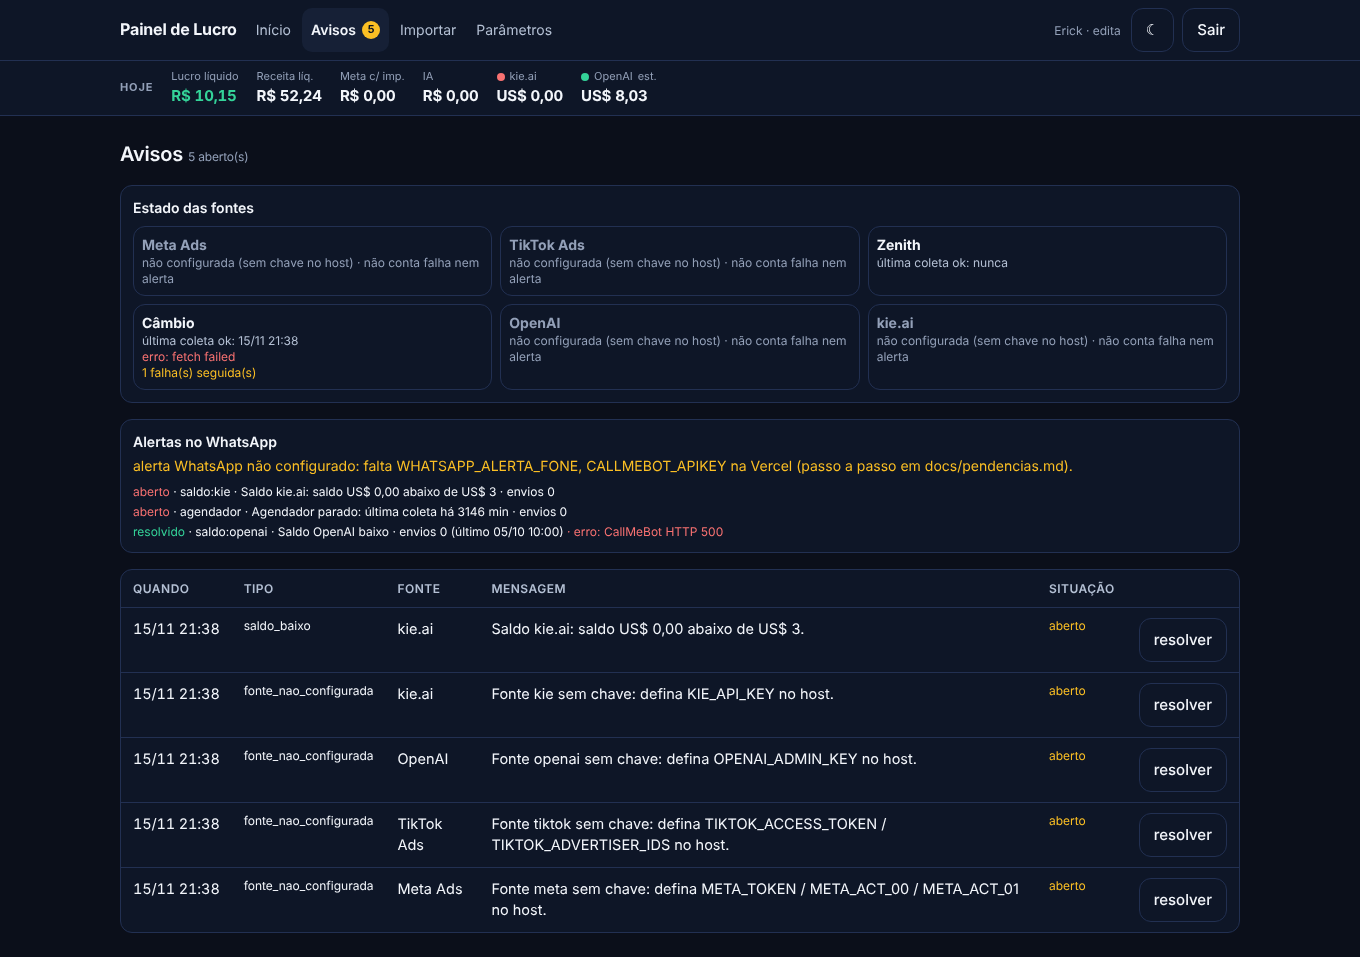 Painel de Lucro
Início
Avisos 5
Importar
Parâmetros
Erick · edita
Sair
HOJE
Lucro líquido
R$ 10,15
Receita líq.
R$ 52,24
Meta c/ imp.
R$ 0,00
IA
R$ 0,00
kie.ai
US$ 0,00
OpenAI est.
US$ 8,03
Avisos 5 aberto(s)
Estado das fontes
Meta Ads
não configurada (sem chave no host) · não conta falha nem
alerta
TikTok Ads
não configurada (sem chave no host) · não conta falha nem
alerta
Zenith
última coleta ok: nunca
Câmbio
última coleta ok: 15/11 21:38
erro: fetch failed
1 falha(s) seguida(s)
OpenAI
não configurada (sem chave no host) · não conta falha nem
alerta
kie.ai
não configurada (sem chave no host) · não conta falha nem
alerta
Alertas no WhatsApp
alerta WhatsApp não configurado: falta WHATSAPP_ALERTA_FONE, CALLMEBOT_APIKEY na Vercel (passo a passo em docs/pendencias.md).
aberto · saldo:kie · Saldo kie.ai: saldo US$ 0,00 abaixo de US$ 3 · envios 0
aberto · agendador · Agendador parado: última coleta há 3146 min · envios 0
resolvido · saldo:openai · Saldo OpenAI baixo · envios 0 (último 05/10 10:00) · erro: CallMeBot HTTP 500
QUANDO TIPO FONTE MENSAGEM SITUAÇÃO
15/11 21:38 saldo_baixo kie.ai Saldo kie.ai: saldo US$ 0,00 abaixo de US$ 3. aberto resolver
15/11 21:38 fonte_nao_configurada kie.ai Fonte kie sem chave: defina KIE_API_KEY no host. aberto resolver
15/11 21:38 fonte_nao_configurada OpenAI Fonte openai sem chave: defina OPENAI_ADMIN_KEY no host. aberto resolver
15/11 21:38 fonte_nao_configurada TikTok Fonte tiktok sem chave: defina TIKTOK_ACCESS_TOKEN / aberto resolver
Ads TIKTOK_ADVERTISER_IDS no host.
15/11 21:38 fonte_nao_configurada Meta Ads Fonte meta sem chave: defina META_TOKEN / META_ACT_00 / META_ACT_01 aberto resolver
no host.